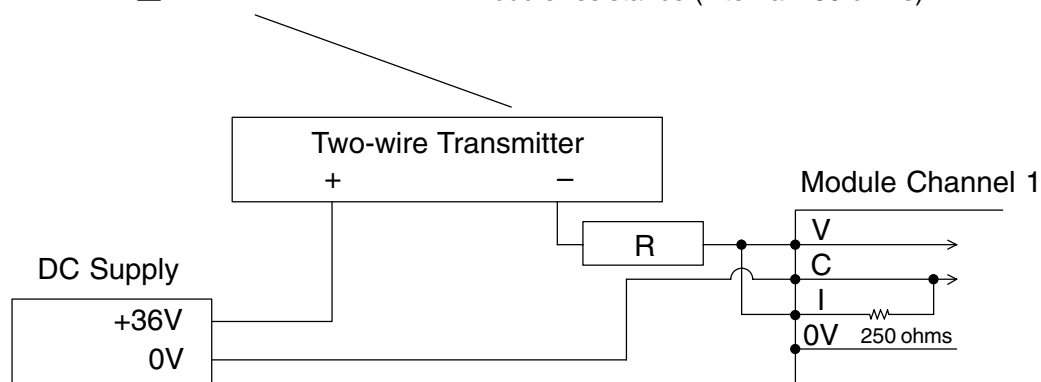 Two-wire Transmitter
+ –
Module Channel 1
R
V
DC Supply
C
+36V
I
0V 250 ohms
0V